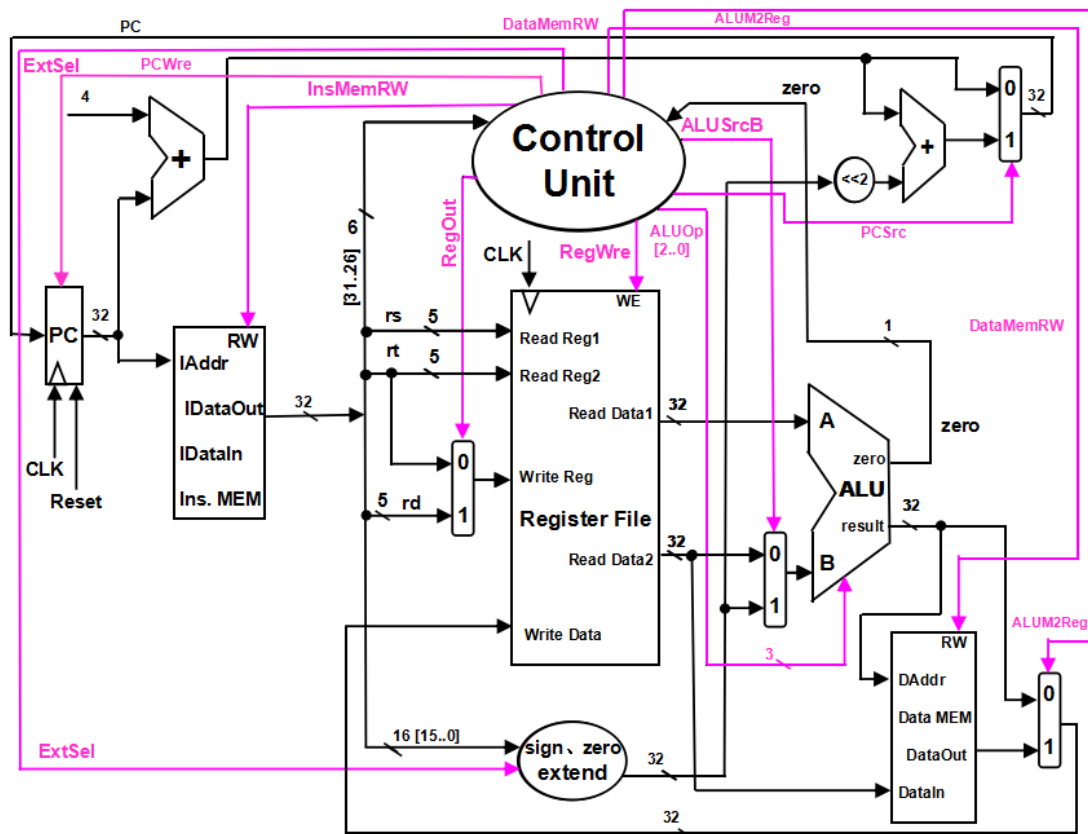 ALUM2Reg
DataMemRW
PC
ExtSel
PCWre
InsMemRW
zero
4
+
Control
Unit
ALUSrcB
0
1
32
<<2
+
PCSrc
6
[31..26]
RegOut
CLK
RegWre
ALUOp
[2..0]
DataMemRW
PC
32
RW
IAddr
IDataOut
IDataIn
Ins. MEM
32
CLK
Reset
rs
5
rt
5
5
rd
0
1
WE
Read Reg1
Read Reg2
Read Data1
Write Reg
Register File
Read Data2
Write Data
32
32
0
1
A
B
zero
ALU
result
1
zero
32
3
RW
DAddr
Data MEM
DataOut
DataIn
ALUM2Reg
0
1
16 [15..0]
ExtSel
sign、zero
extend
32
32